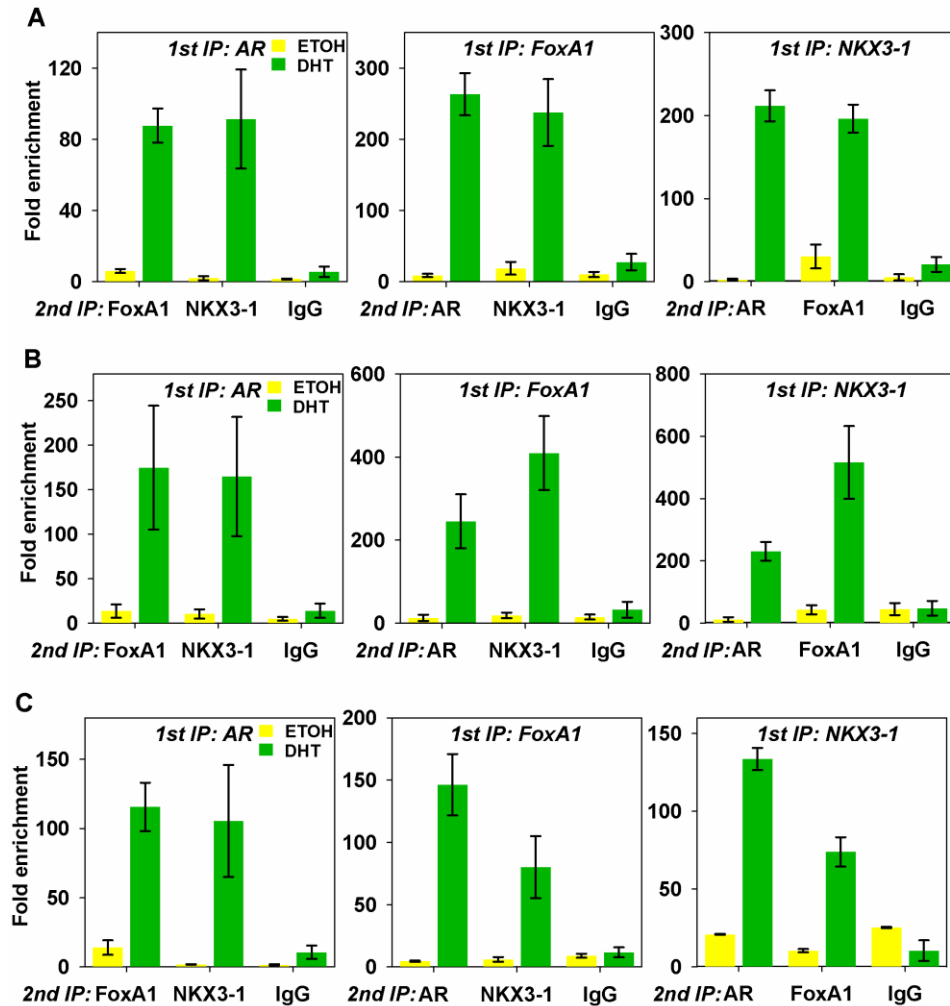 A
1st IP: AR
ETOH
DHT
Fold enrichment
120
80
40
0
2nd IP: FoxA1 NKX3-1 IgG
1st IP: FoxA1
300
200
100
0
2nd IP: AR NKX3-1 IgG
1st IP: NKX3-1
300
200
100
0
2nd IP: AR FoxA1 IgG
B
1st IP: AR
ETOH
DHT
Fold enrichment
250
200
150
100
50
0
2nd IP: FoxA1 NKX3-1 IgG
1st IP: FoxA1
600
400
200
0
2nd IP: AR NKX3-1 IgG
1st IP: NKX3-1
800
600
400
200
0
2nd IP: AR FoxA1 IgG
C
1st IP: AR
ETOH
DHT
Fold enrichment
150
100
50
0
2nd IP: FoxA1 NKX3-1 IgG
1st IP: FoxA1
200
150
100
50
0
2nd IP: AR NKX3-1 IgG
1st IP: NKX3-1
150
100
50
0
2nd IP: AR FoxA1 IgG